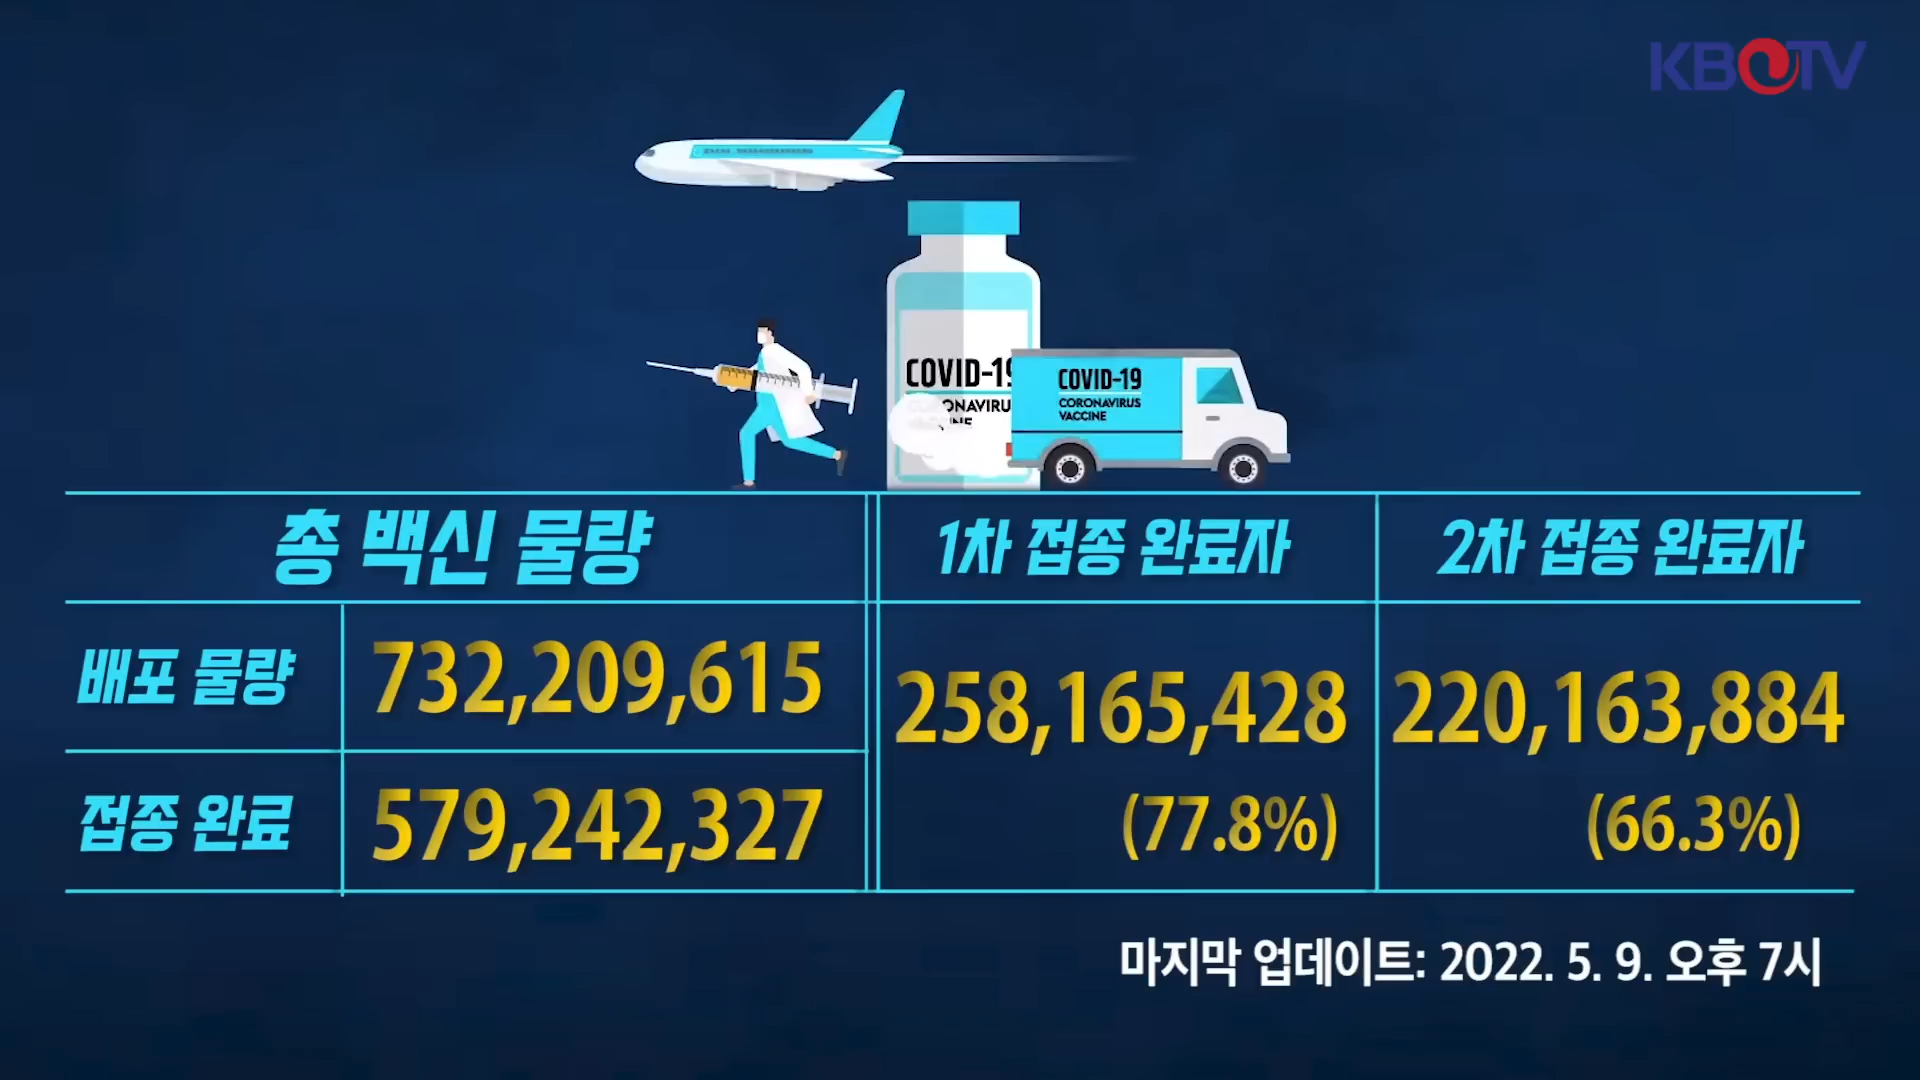 KBTV
COVID-19
CORONAVIRUS
VACCINE
COVID-19
총 백신 물량
1차 접종 완료자
2차 접종 완료자
배포 물량
732,209,615
258,165,428
220,163,884
접종 완료
579,242,327
(77.8%)
(66.3%)
마지막 업데이트: 2022. 5. 9. 오후 7시